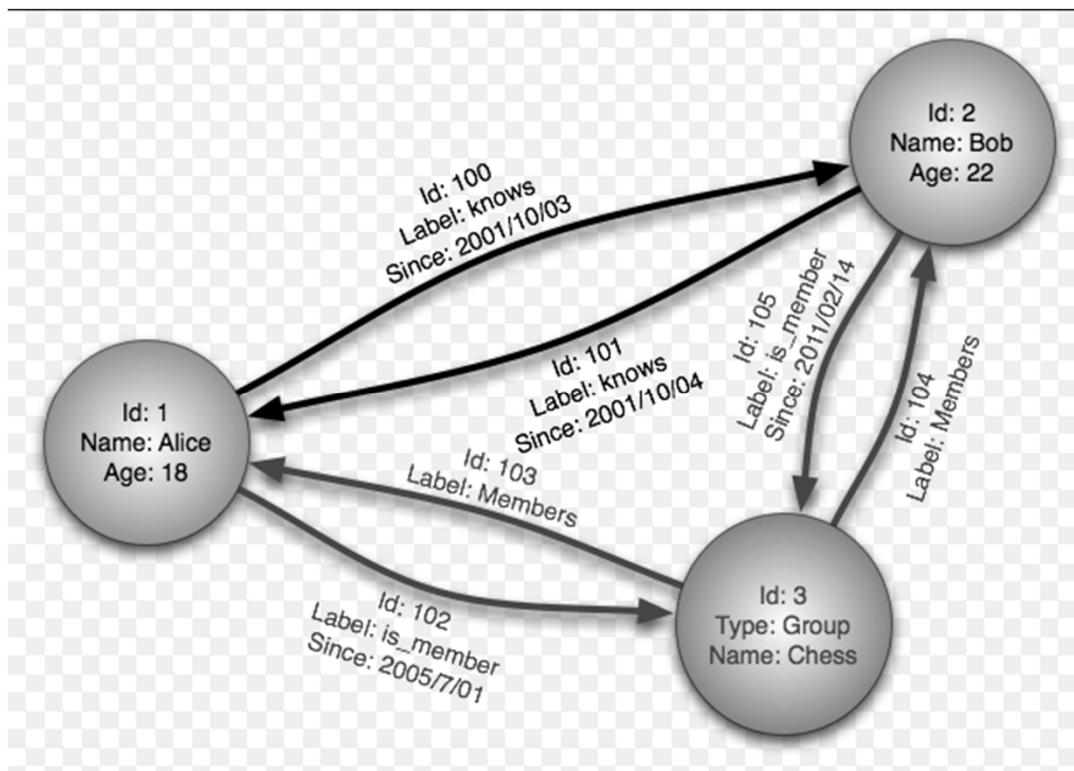 Id: 2
Name: Bob
Age: 22
Id: 100
Label: knows
Since: 2001/10/03
Id: 101
Label: knows
Since: 2001/10/04
Id: 105
Label: is_member
Since: 2011/02/14
Id: 104
Label: Members
Id: 1
Name: Alice
Age: 18
Id: 103
Label: Members
Id: 102
Label: is_member
Since: 2005/7/01
Id: 3
Type: Group
Name: Chess